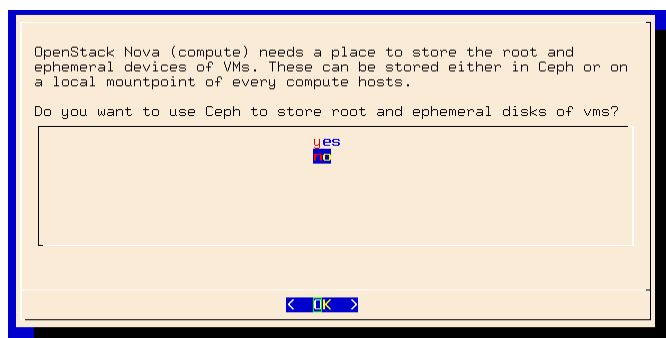 OpenStack Nova (compute) needs a place to store the root and
ephemeral devices of VMs. These can be stored either in Ceph or on
a local mountpoint of every compute hosts.
Do you want to use Ceph to store root and ephemeral disks of vms?
yes
no
< OK >